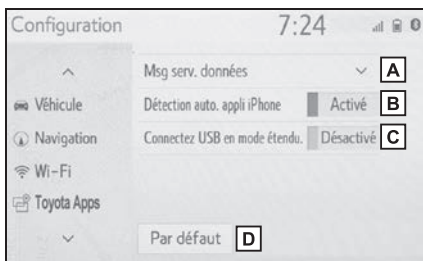 Configuration 7:24
Msg serv. données A
Véhicule Détection auto. appli iPhone Activé B
Navigation Connectez USB en mode étendu. Désactivé C
Wi-Fi
Toyota Apps
Par défaut D